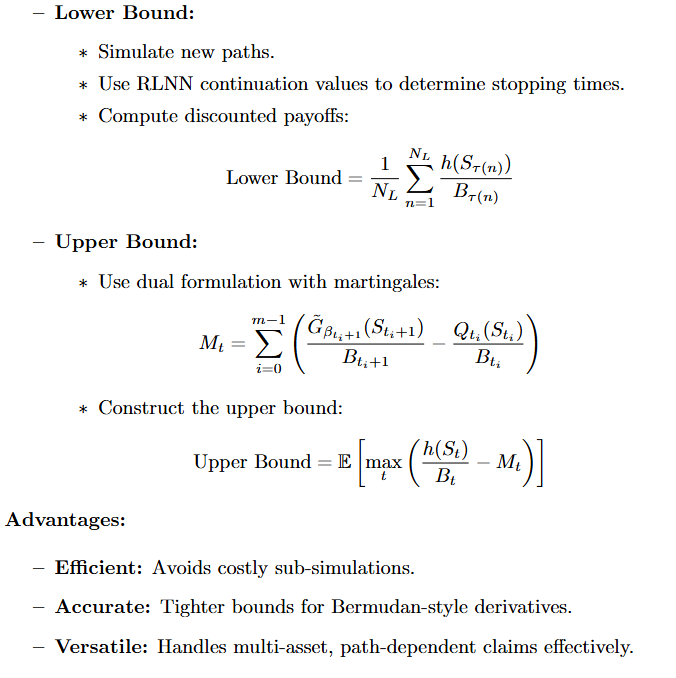 – Lower Bound:
∗ Simulate new paths.
∗ Use RLNN continuation values to determine stopping times.
∗ Compute discounted payoffs:
Lower Bound = \frac{1}{N_L} \sum_{n=1}^{N_L} \frac{h(S_{\tau(n)})}{B_{\tau(n)}}
– Upper Bound:
∗ Use dual formulation with martingales:
M_t = \sum_{i=0}^{m-1} \left( \frac{\tilde{G}_{\beta_{t_i+1}}(S_{t_i+1})}{B_{t_i+1}} - \frac{Q_{t_i}(S_{t_i})}{B_{t_i}} \right)
∗ Construct the upper bound:
Upper Bound = \mathbb{E} \left[ \max_t \left( \frac{h(S_t)}{B_t} - M_t \right) \right]
Advantages:
– Efficient: Avoids costly sub-simulations.
– Accurate: Tighter bounds for Bermudan-style derivatives.
– Versatile: Handles multi-asset, path-dependent claims effectively.